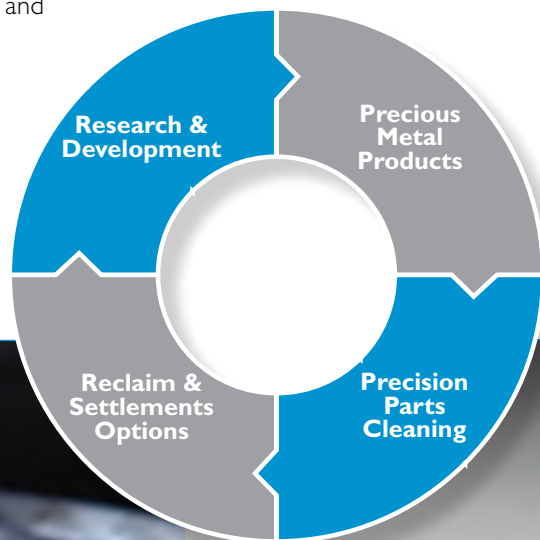 and
Research &
Development
Precious
Metal
Products
Reclaim &
Settlements
Options
Precision
Parts
Cleaning